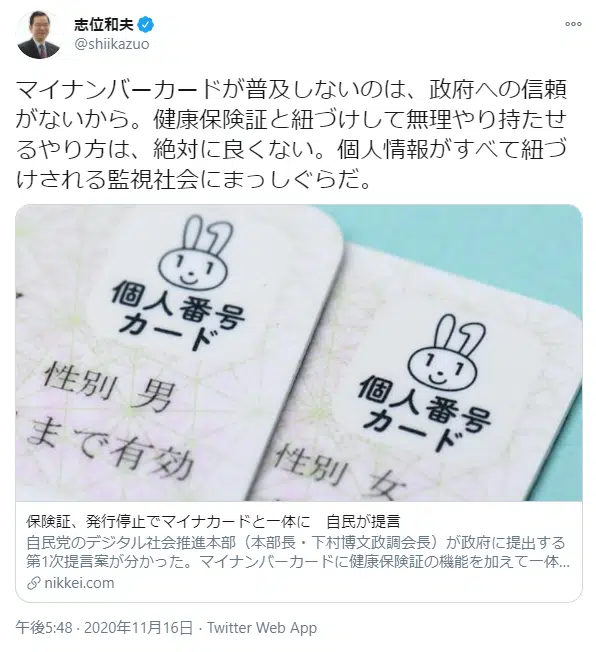 志位和夫
@shiikazuo
マイナンバーカードが普及しないのは、政府への信頼
がないから。健康保険証と紐づけして無理やり持たせ
るやり方は、絶対に良くない。個人情報がすべて紐づ
けされる監視社会にまっしぐらだ。
個人番号
カード
性別 男
まで有効
個人番号
カード
性別 女
保険証、発行停止でマイナカードと一体に 自民が提言
自民党のデジタル社会推進本部（本部長・下村博文政調会長）が政府に提出する
第1次提言案が分かった。マイナンバーカードに健康保険証の機能を加えて一体...
nikkei.com
午後5:48 · 2020年11月16日 · Twitter Web App